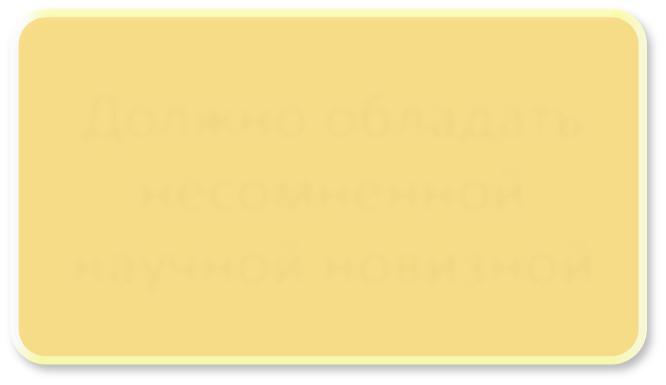 Должно обладать
несомненной
научной новизной